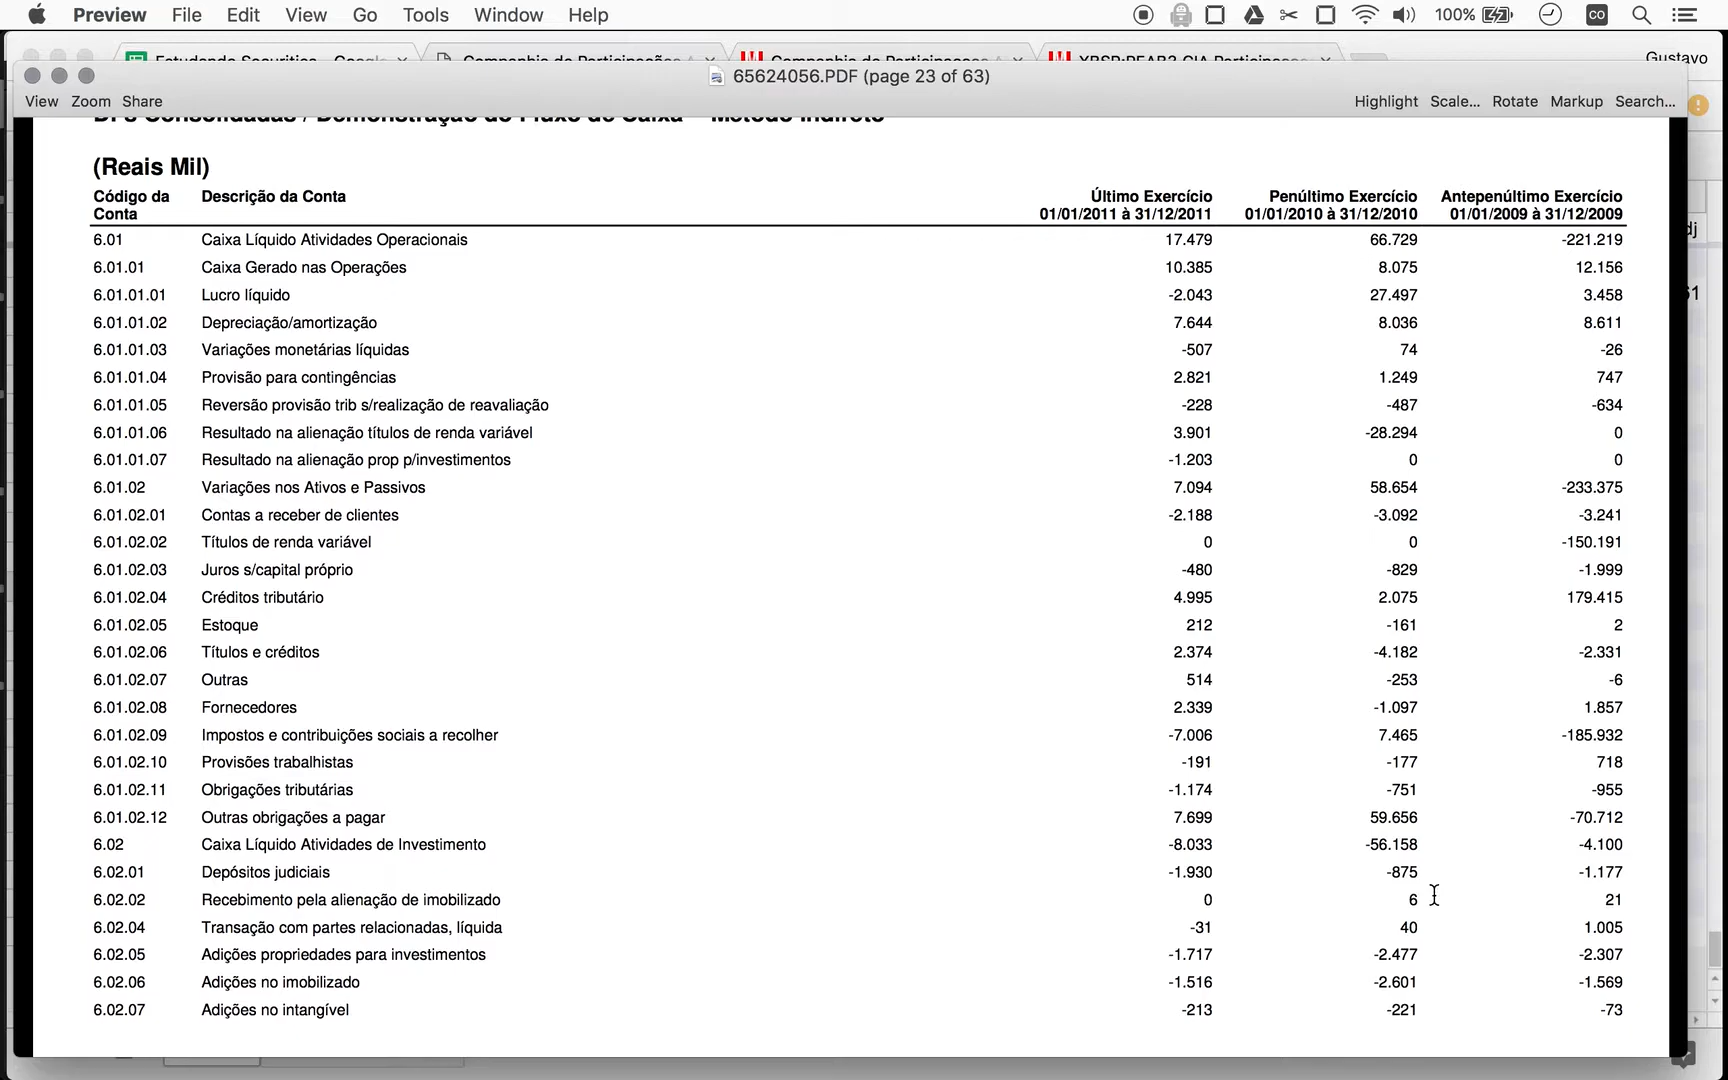 Preview File Edit View Go Tools Window Help 100%
Gustavo
65624056.PDF (page 23 of 63)
View Zoom Share Highlight Scale... Rotate Markup Search...
DFs Consolidadas / Demonstração do Fluxo de Caixa - Método Indireto
(Reais Mil)
Código da Conta Descrição da Conta Último Exercício 01/01/2011 à 31/12/2011 Penúltimo Exercício 01/01/2010 à 31/12/2010 Antepenúltimo Exercício 01/01/2009 à 31/12/2009
6.01 Caixa Líquido Atividades Operacionais 17.479 66.729 -221.219
6.01.01 Caixa Gerado nas Operações 10.385 8.075 12.156
6.01.01.01 Lucro líquido -2.043 27.497 3.458
6.01.01.02 Depreciação/amortização 7.644 8.036 8.611
6.01.01.03 Variações monetárias líquidas -507 74 -26
6.01.01.04 Provisão para contingências 2.821 1.249 747
6.01.01.05 Reversão provisão trib s/realização de reavaliação -228 -487 -634
6.01.01.06 Resultado na alienação títulos de renda variável 3.901 -28.294 0
6.01.01.07 Resultado na alienação prop p/investimentos -1.203 0 0
6.01.02 Variações nos Ativos e Passivos 7.094 58.654 -233.375
6.01.02.01 Contas a receber de clientes -2.188 -3.092 -3.241
6.01.02.02 Títulos de renda variável 0 0 -150.191
6.01.02.03 Juros s/capital próprio -480 -829 -1.999
6.01.02.04 Créditos tributário 4.995 2.075 179.415
6.01.02.05 Estoque 212 -161 2
6.01.02.06 Títulos e créditos 2.374 -4.182 -2.331
6.01.02.07 Outras 514 -253 -6
6.01.02.08 Fornecedores 2.339 -1.097 1.857
6.01.02.09 Impostos e contribuições sociais a recolher -7.006 7.465 -185.932
6.01.02.10 Provisões trabalhistas -191 -177 718
6.01.02.11 Obrigações tributárias -1.174 -751 -955
6.01.02.12 Outras obrigações a pagar 7.699 59.656 -70.712
6.02 Caixa Líquido Atividades de Investimento -8.033 -56.158 -4.100
6.02.01 Depósitos judiciais -1.930 -875 -1.177
6.02.02 Recebimento pela alienação de imobilizado 0 6 21
6.02.04 Transação com partes relacionadas, líquida -31 40 1.005
6.02.05 Adições propriedades para investimentos -1.717 -2.477 -2.307
6.02.06 Adições no imobilizado -1.516 -2.601 -1.569
6.02.07 Adições no intangível -213 -221 -73